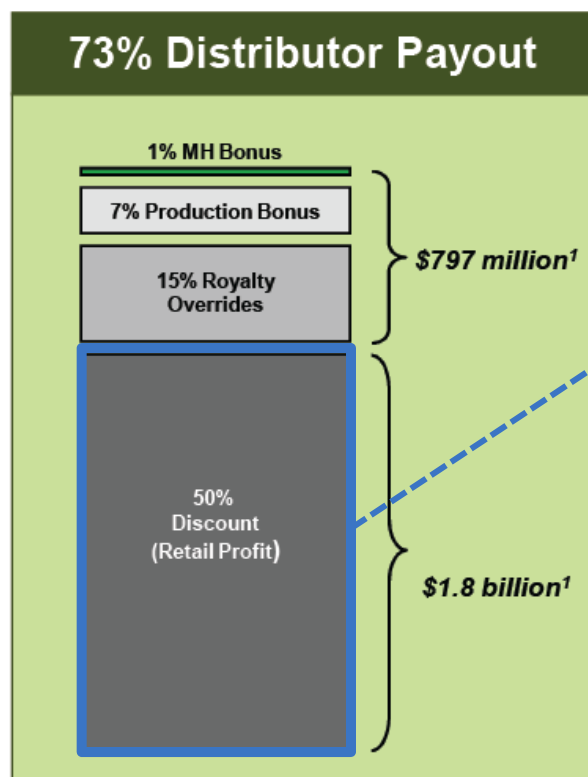 73% Distributor Payout
1% MH Bonus
7% Production Bonus
15% Royalty
Overrides
$797 million¹
50%
Discount
(Retail Profit)
$1.8 billion¹